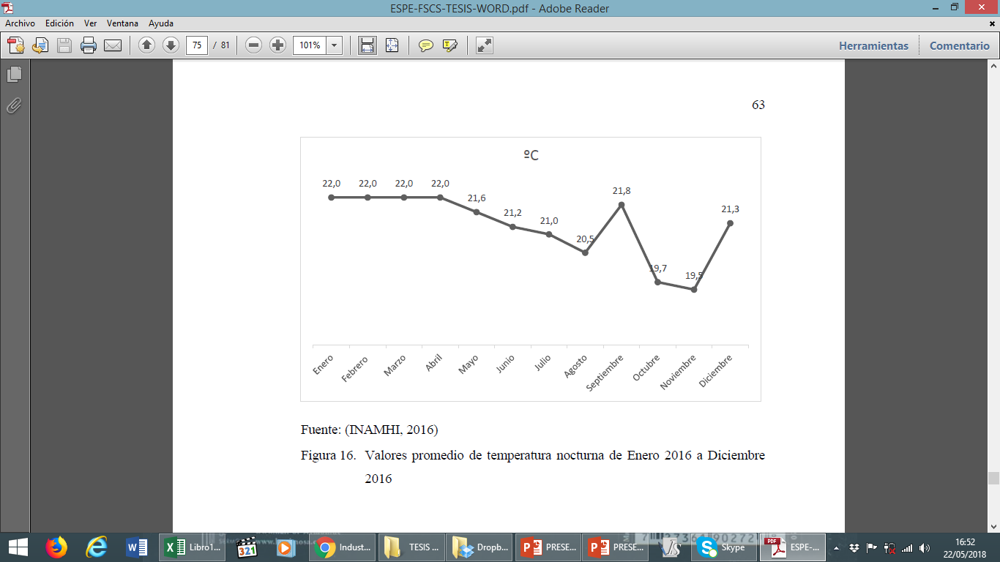 ESPE-FSCS-TESIS-WORD.pdf - Adobe Reader
Archivo Edición Ver Ventana Ayuda
75 / 81 101% Herramientas Comentario
63
ºC
22,0 22,0 22,0 22,0 21,6 21,2 21,0 20,5 21,8 19,7 19,5 21,3
Enero Febrero Marzo Abril Mayo Junio Julio Agosto Septiembre Octubre Noviembre Diciembre
Fuente: (INAMHI, 2016)
Figura 16. Valores promedio de temperatura nocturna de Enero 2016 a Diciembre
2016
Libro1... 321 Indust... TESIS ... Dropb... PRESE... PRESE... Skype ESPE-... 16:52
22/05/2018